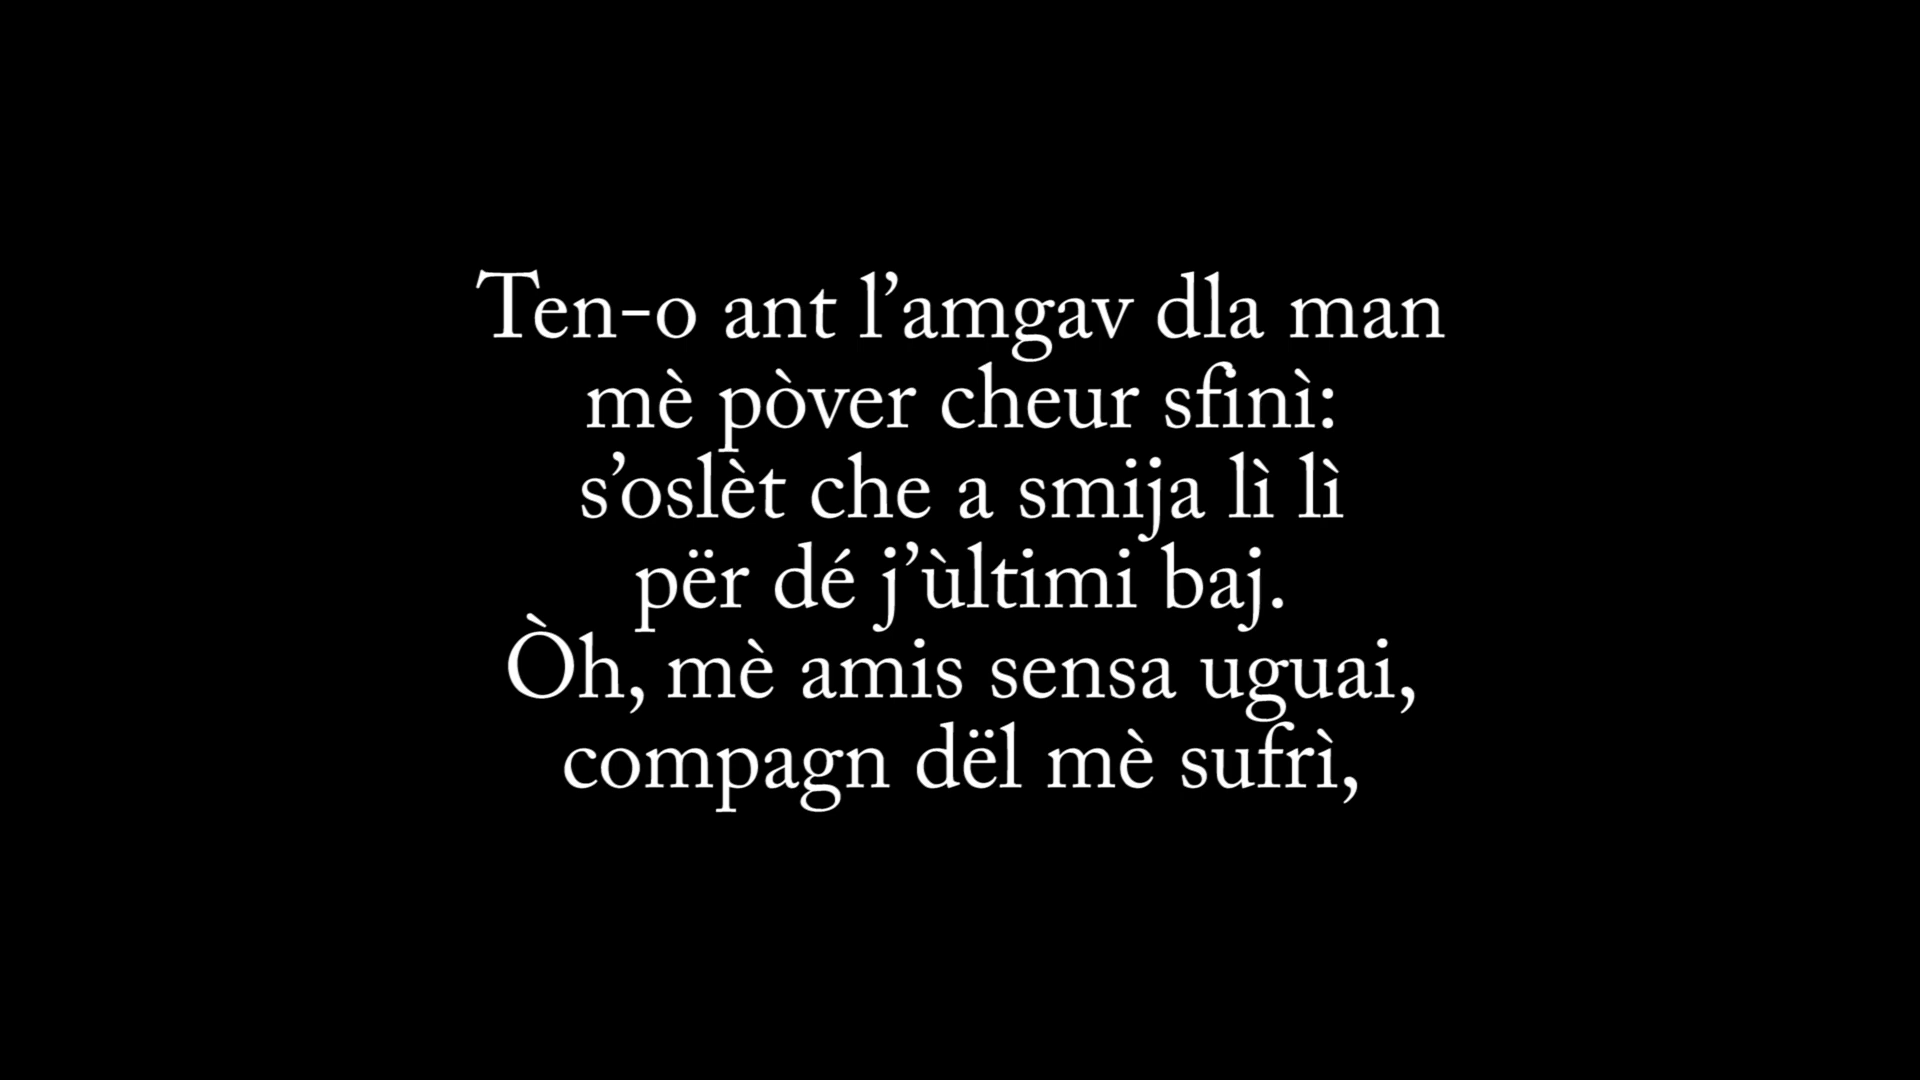 Ten-o ant l’amgav dla man
mè pòver cheur sfinì:
s’oslèt che a smija lì lì
për dé j’ùltimi baj.
Òh, mè amis sensa uguai,
compagn dël mè sufrì,